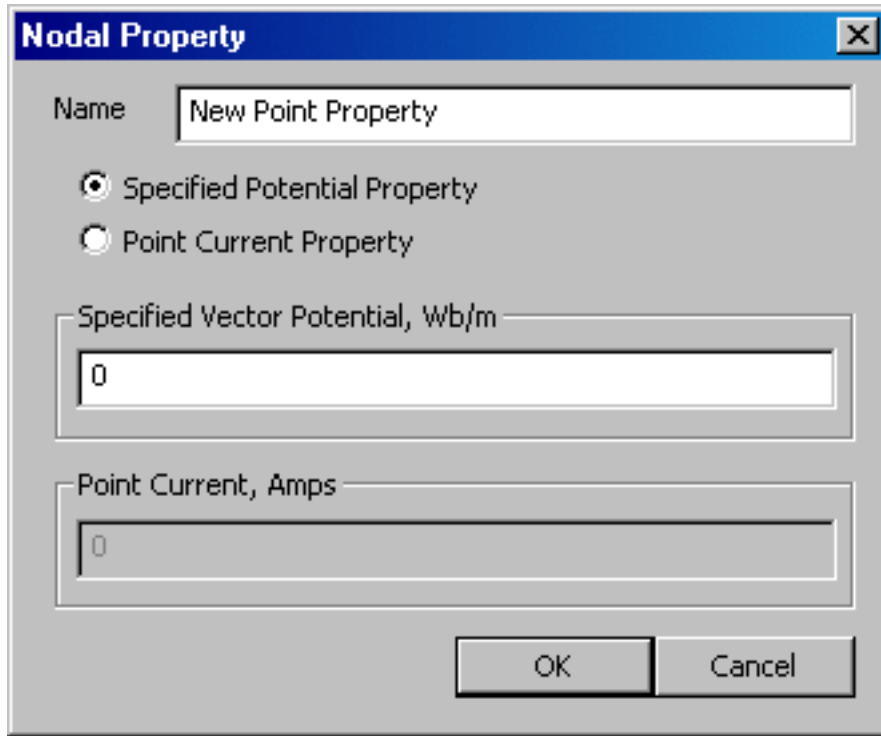 Nodal Property
Name New Point Property
Specified Potential Property
Point Current Property
Specified Vector Potential, Wb/m
0
Point Current, Amps
0
OK Cancel